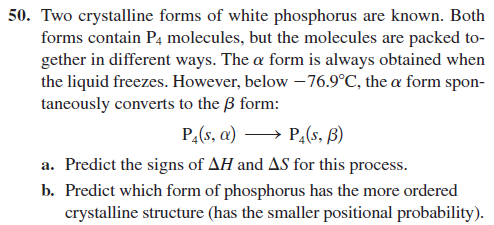 50. Two crystalline forms of white phosphorus are known. Both
forms contain P₄ molecules, but the molecules are packed to-
gether in different ways. The α form is always obtained when
the liquid freezes. However, below −76.9°C, the α form spon-
taneously converts to the β form:
P₄(s, α) ⟶ P₄(s, β)
a. Predict the signs of ΔH and ΔS for this process.
b. Predict which form of phosphorus has the more ordered
crystalline structure (has the smaller positional probability).